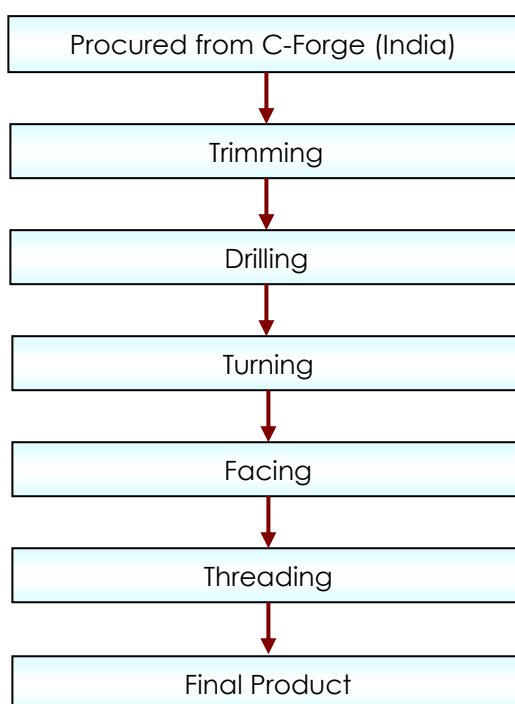 Procured from C-Forge (India)
Trimming
Drilling
Turning
Facing
Threading
Final Product